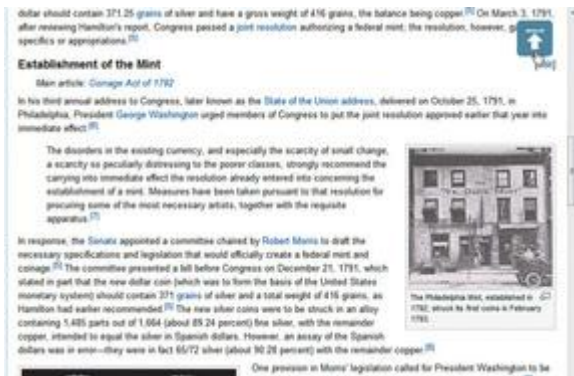 dollar should contain 371.25 grains of silver and have a gross weight of 416 grains, the balance being copper.[5] On March 3, 1791,
after reviewing Hamilton's report, Congress passed a joint resolution authorizing a federal mint; the resolution, however,
specifics or appropriations.[5]
Establishment of the Mint
Main article: Coinage Act of 1792
In his third annual address to Congress, later known as the State of the Union address, delivered on October 25, 1791, in
Philadelphia, President George Washington urged members of Congress to put the joint resolution approved earlier that year into
immediate effect:[6]
The disorders in the existing currency, and especially the scarcity of small change,
a scarcity so peculiarly distressing to the poorer classes, strongly recommend the
carrying into immediate effect the resolution already entered into concerning the
establishment of a mint. Measures have been taken pursuant to that resolution for
procuring some of the most necessary artists, together with the requisite
apparatus.[7]
In response, the Senate appointed a committee chaired by Robert Morris to draft the
necessary specifications and legislation that would officially create a federal mint and
coinage.[5] The committee presented a bill before Congress on December 21, 1791, which
stated in part that the new dollar coin (which was to form the basis of the United States
monetary system) should contain 371 grains of silver and a total weight of 416 grains, as
Hamilton had earlier recommended.[5] The new silver coins were to be struck in an alloy
containing 1,485 parts out of 1,664 (about 89.24 percent) fine silver, with the remainder
copper, intended to equal the silver in Spanish dollars. However, an assay of the Spanish
dollars was in error—they were in fact 65/72 silver (about 90.28 percent) with the remainder copper.[8]
The Philadelphia Mint, established in
1792, struck its first coins in February
1793.
One provision in Morris' legislation called for President Washington to be